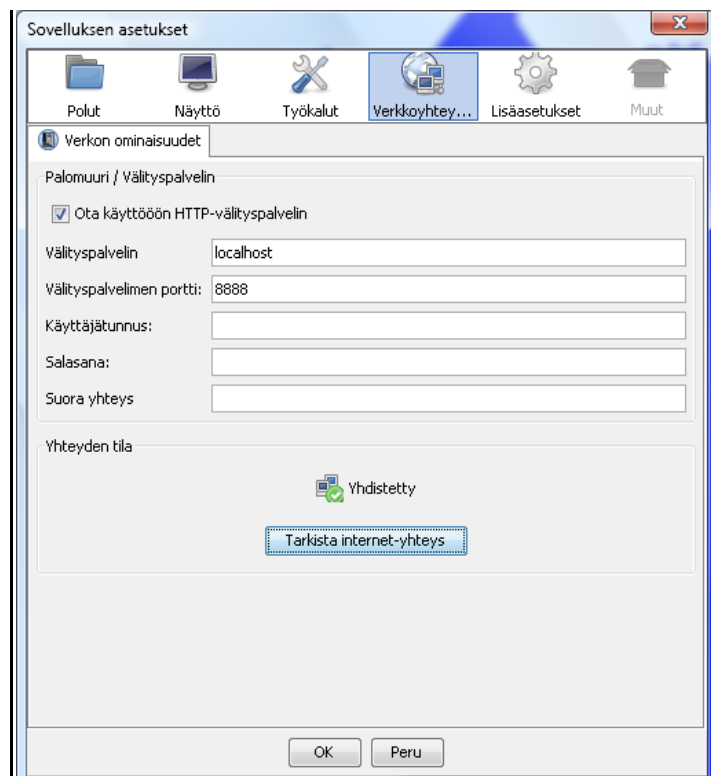 Sovelluksen asetukset
Polut Näyttö Työkalut Verkkoyhtey... Lisäasetukset Muut
Verkon ominaisuudet
Palomuuri / Välityspalvelin
Ota käyttööön HTTP-välityspalvelin
Välityspalvelin localhost
Välityspalvelimen portti: 8888
Käyttäjätunnus:
Salasana:
Suora yhteys
Yhteyden tila
Yhdistetty
Tarkista internet-yhteys
OK Peru